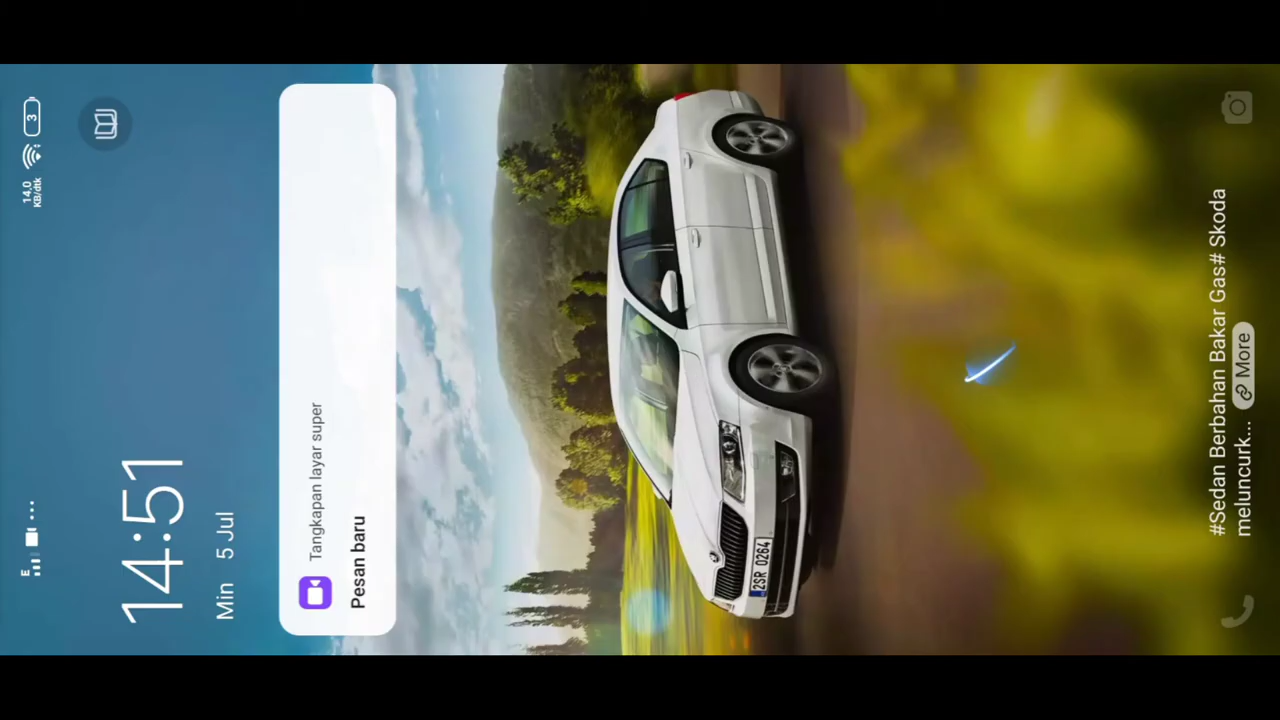 E
14,0
KB/dtk
3
14:51
Min 5 Jul
Tangkapan layar super
Pesan baru
2SR 0264
#Sedan Berbahan Bakar Gas# Skoda
meluncurk... More